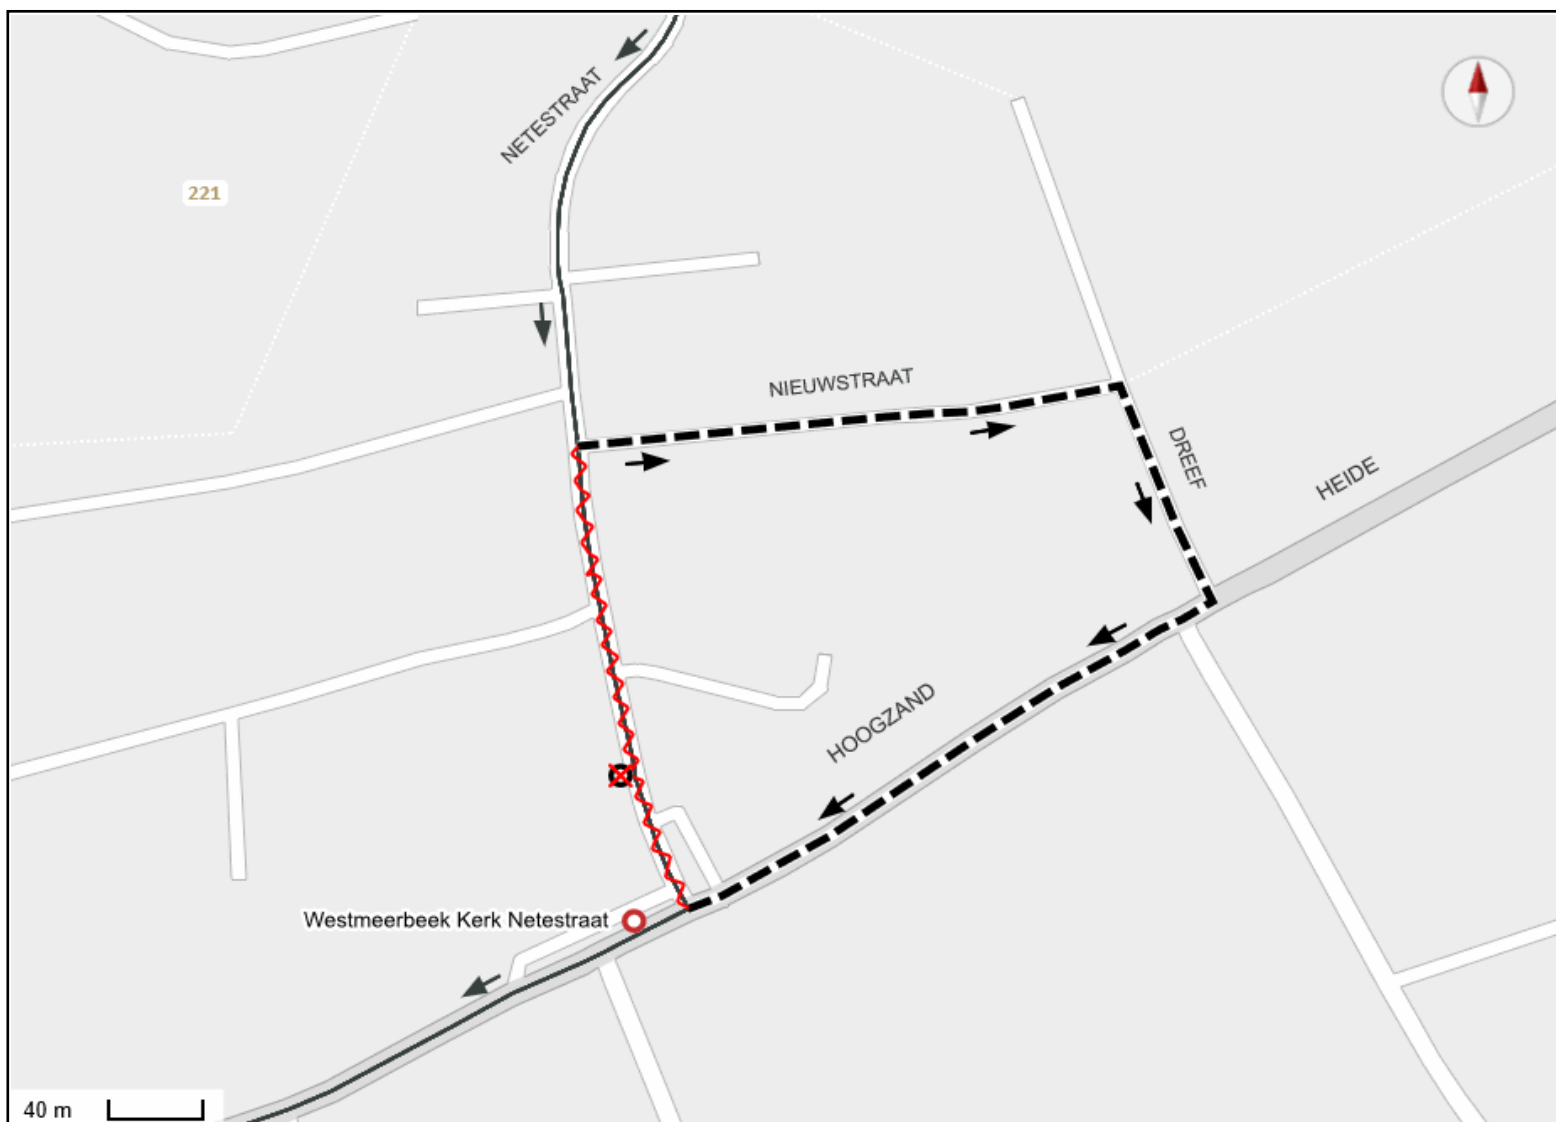 NETESTRAAT
221
NIEUWSTRAAT
DREEF
HEIDE
HOOGZAND
Westmeerbeek Kerk Netestraat
40 m